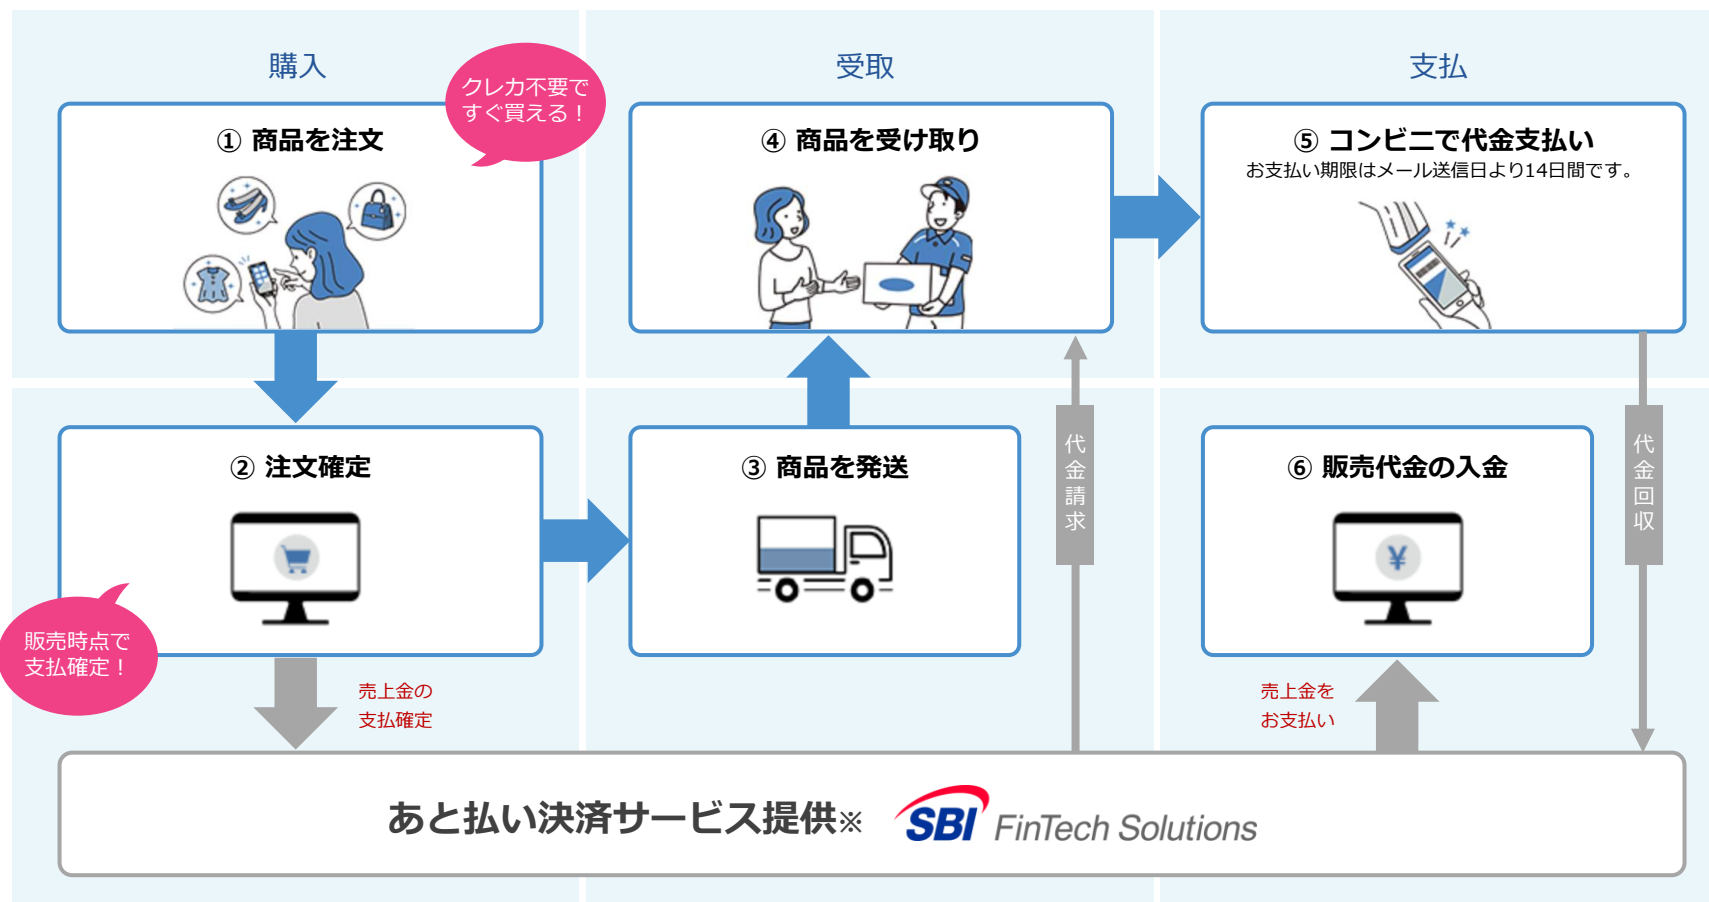 購入
受取
支払
クレカ不要で
すぐ買える！
① 商品を注文
④ 商品を受け取り
⑤ コンビニで代金支払い
お支払い期限はメール送信日より14日間です。
② 注文確定
③ 商品を発送
代金請求
⑥ 販売代金の入金
¥
代金回収
販売時点で
支払確定！
売上金の
支払確定
売上金を
お支払い
あと払い決済サービス提供※
SBI FinTech Solutions